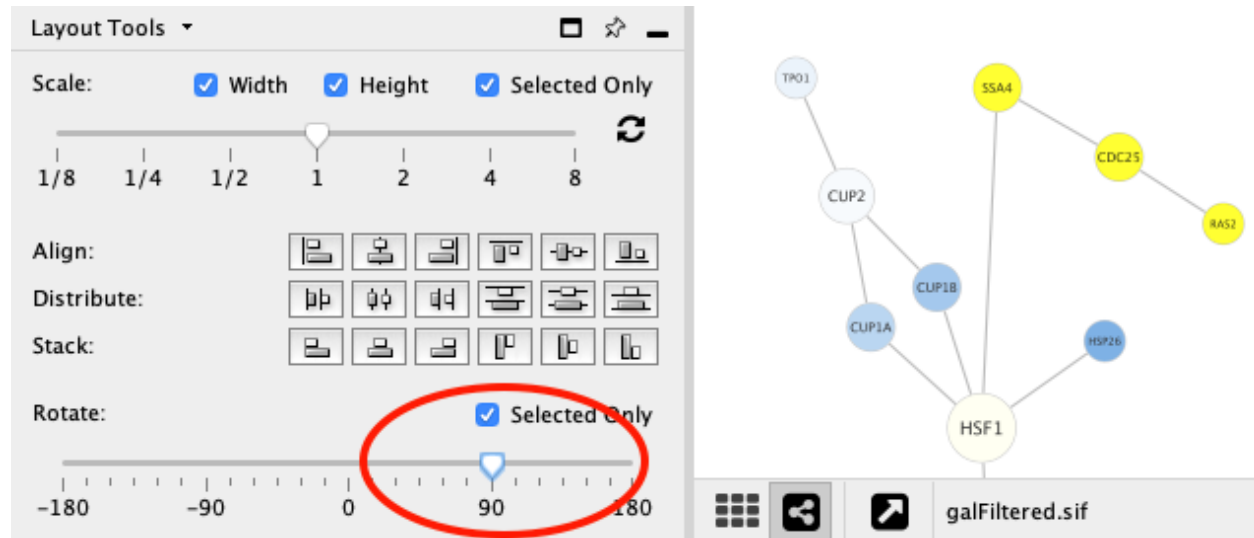 Layout Tools
Scale: Width Height Selected Only
1/8 1/4 1/2 1 2 4 8
Align:
Distribute:
Stack:
Rotate: Selected Only
-180 -90 0 90 180
TPO1
SSA4
CDC25
CUP2
RAS2
CUP1B
CUP1A
HSP26
HSF1
galFiltered.sif